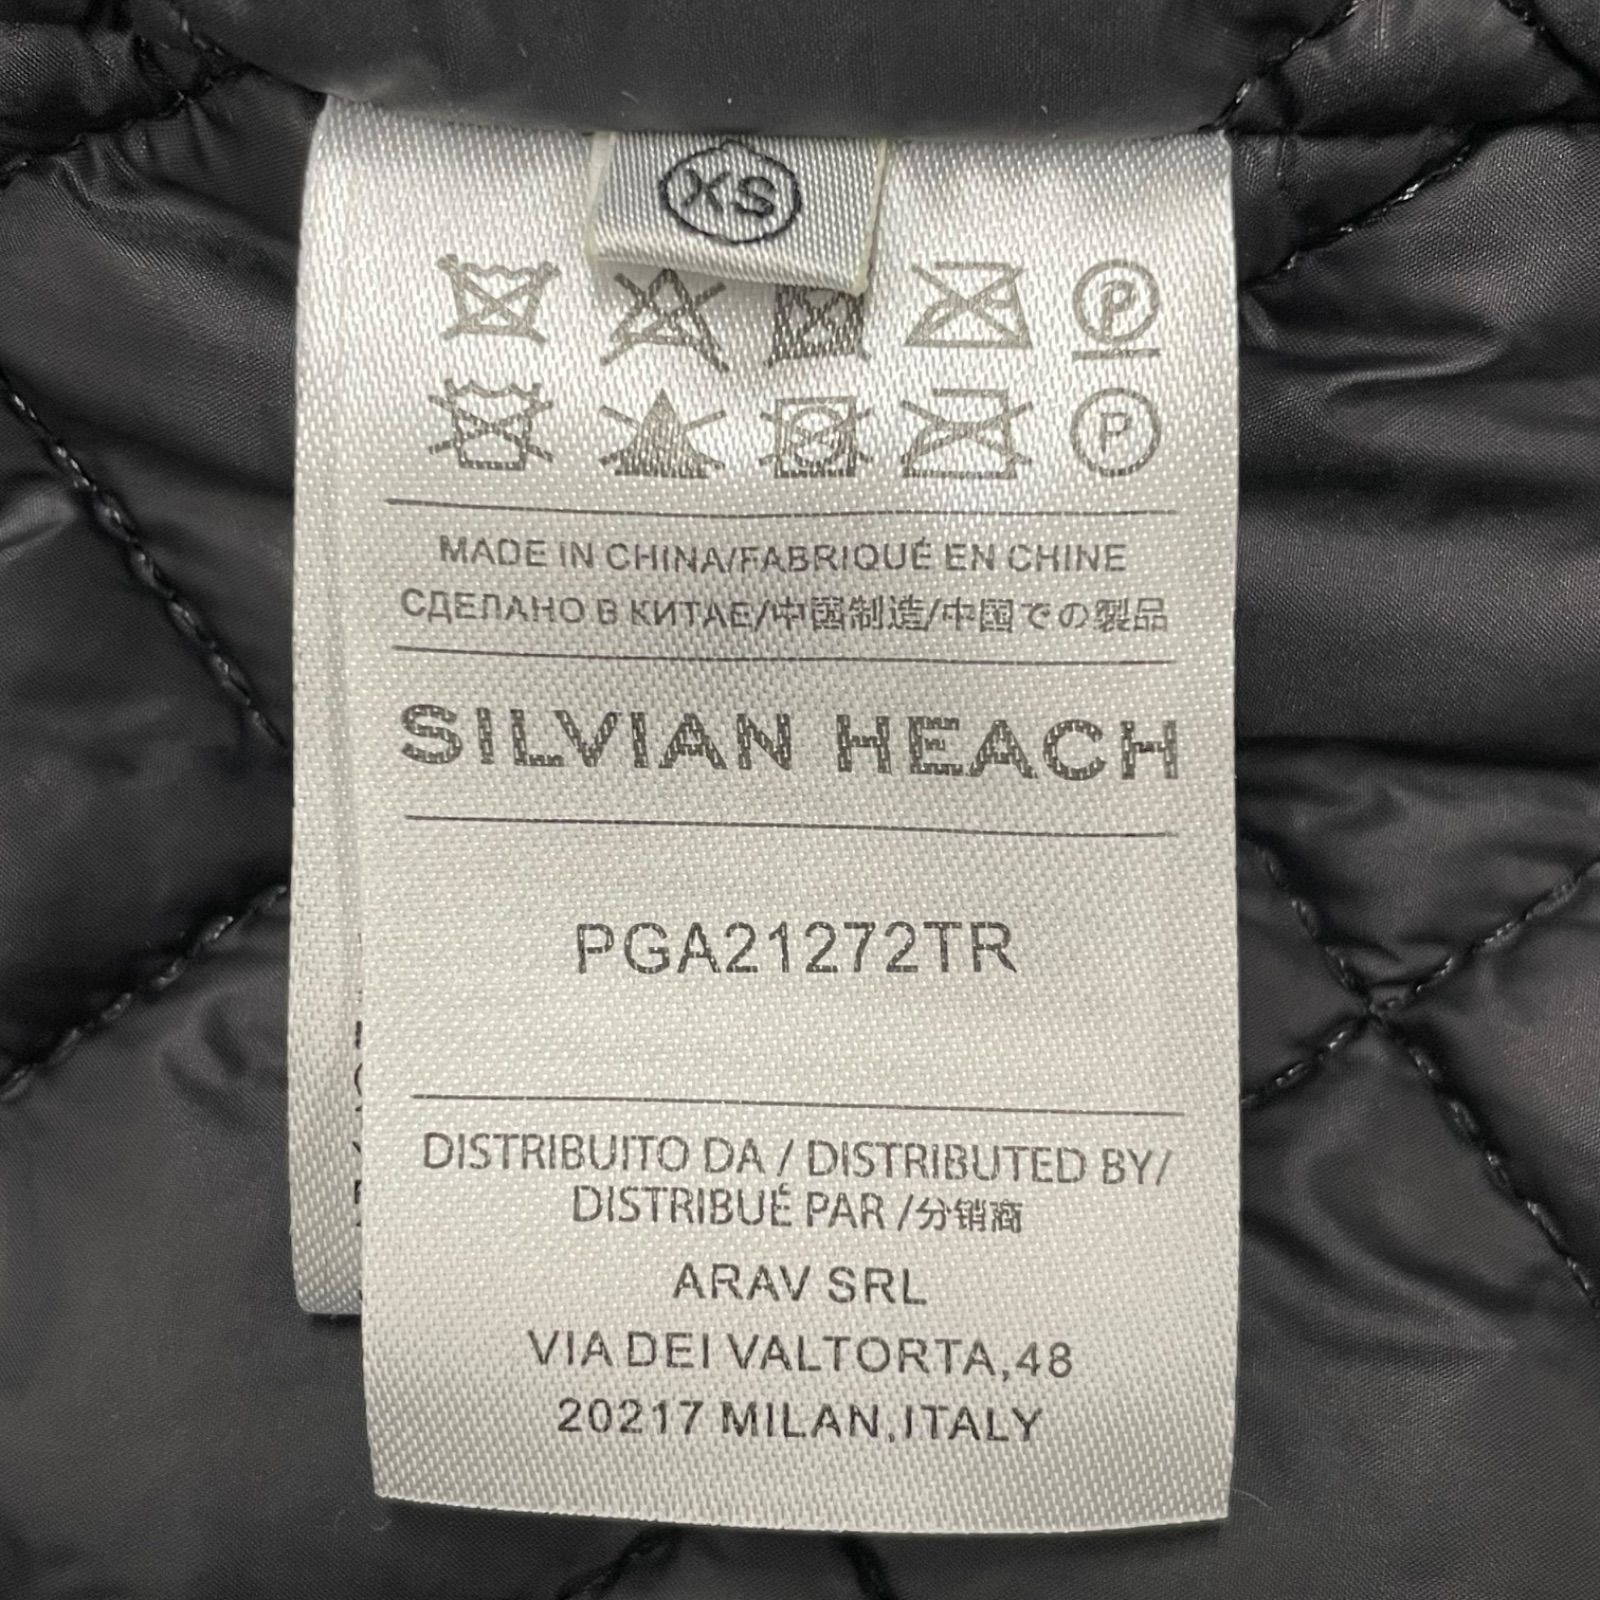 XS
P
P
MADE IN CHINA/FABRIQUÉ EN CHINE
СДЕЛАНО В КИТАЕ/中国制造/中国での製品
SILVIAN HEACH
PGA21272TR
DISTRIBUITO DA / DISTRIBUTED BY/
DISTRIBUÉ PAR /分销商
ARAV SRL
VIA DEI VALTORTA,48
20217 MILAN,ITALY